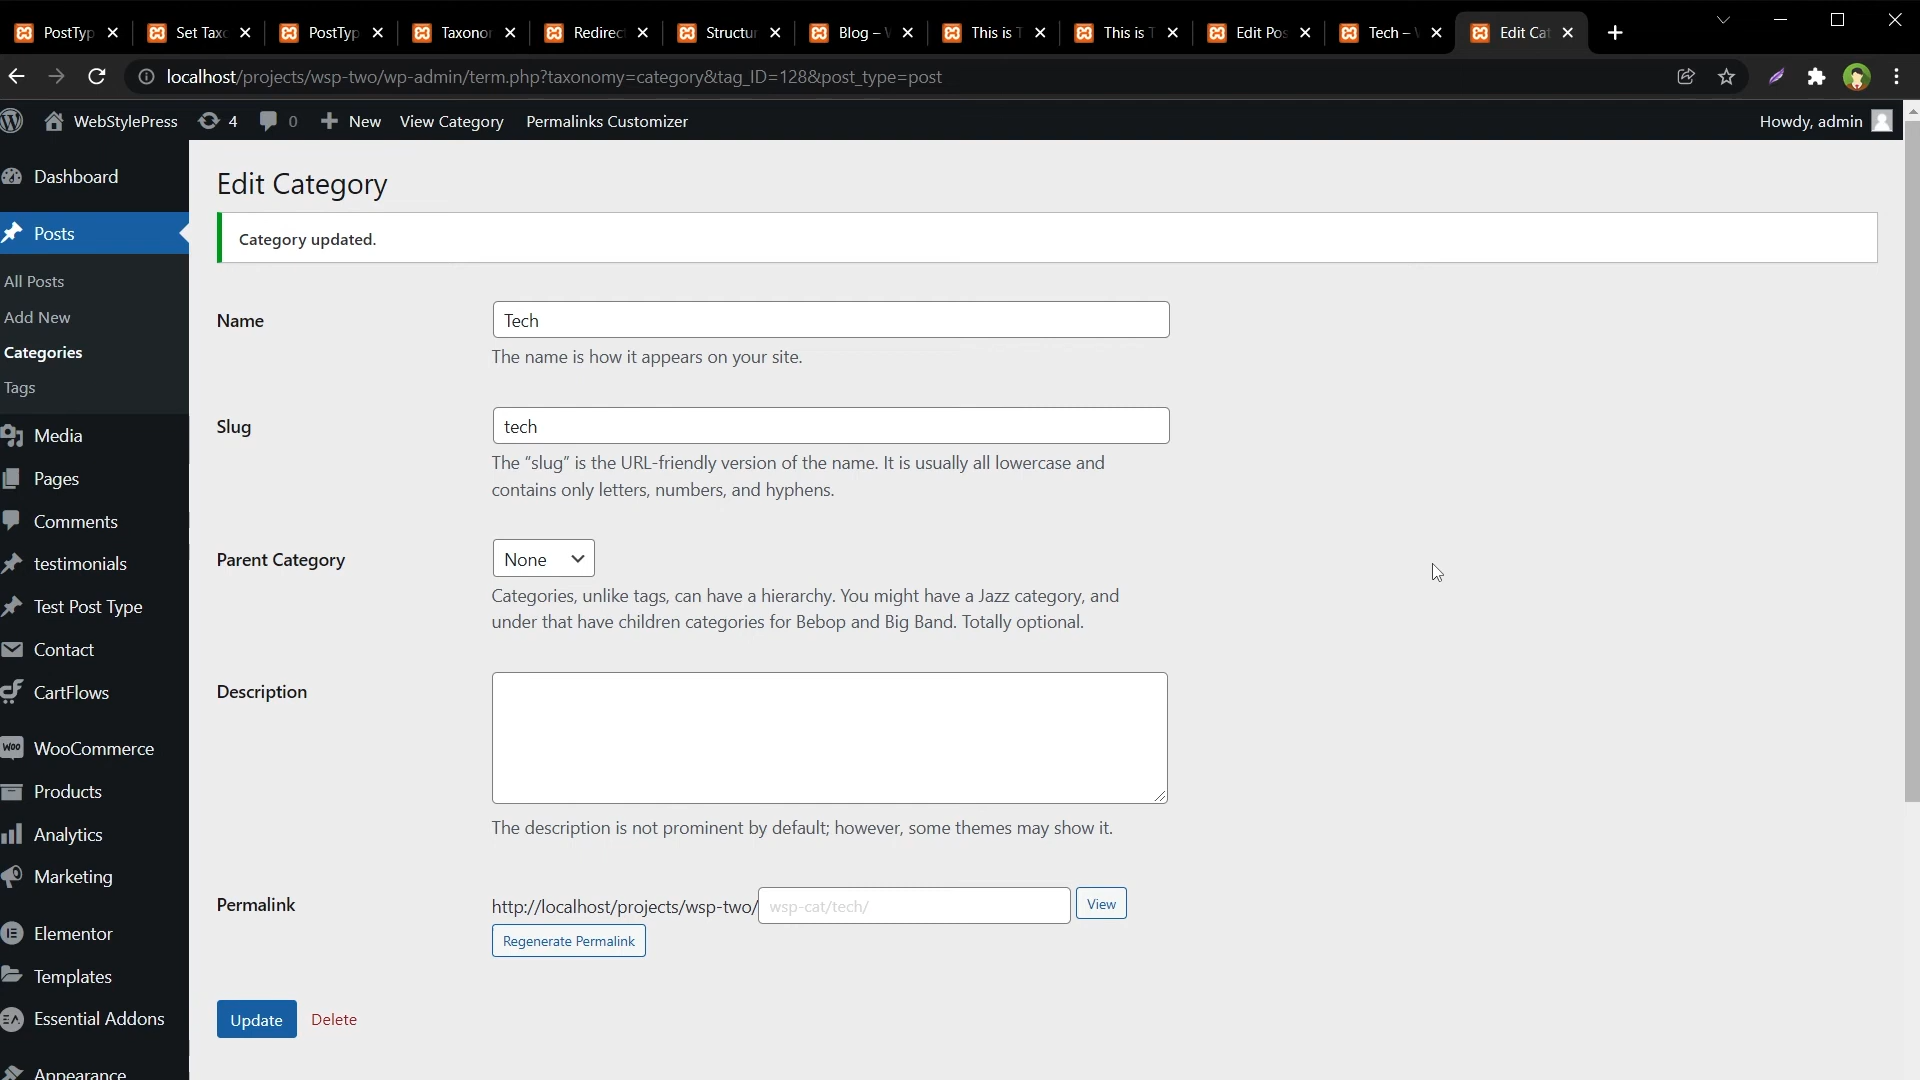 PostTyp
Set Tax
PostTyp
Taxono
Redirec
Structu
Blog –
This is T
This is T
Edit Pos
Tech –
Edit Cat
localhost/projects/wsp-two/wp-admin/term.php?taxonomy=category&tag_ID=128&post_type=post
WebStylePress
4
0
New
View Category
Permalinks Customizer
Howdy, admin
Dashboard
Posts
All Posts
Add New
Categories
Tags
Media
Pages
Comments
testimonials
Test Post Type
Contact
CartFlows
Woo
WooCommerce
Products
Analytics
Marketing
Elementor
Templates
EA
Essential Addons
Appearance
Edit Category
Category updated.
Name
Tech
The name is how it appears on your site.
Slug
tech
The “slug” is the URL-friendly version of the name. It is usually all lowercase and
contains only letters, numbers, and hyphens.
Parent Category
None
Categories, unlike tags, can have a hierarchy. You might have a Jazz category, and
under that have children categories for Bebop and Big Band. Totally optional.
Description
The description is not prominent by default; however, some themes may show it.
Permalink
http://localhost/projects/wsp-two/
wsp-cat/tech/
View
Regenerate Permalink
Update
Delete